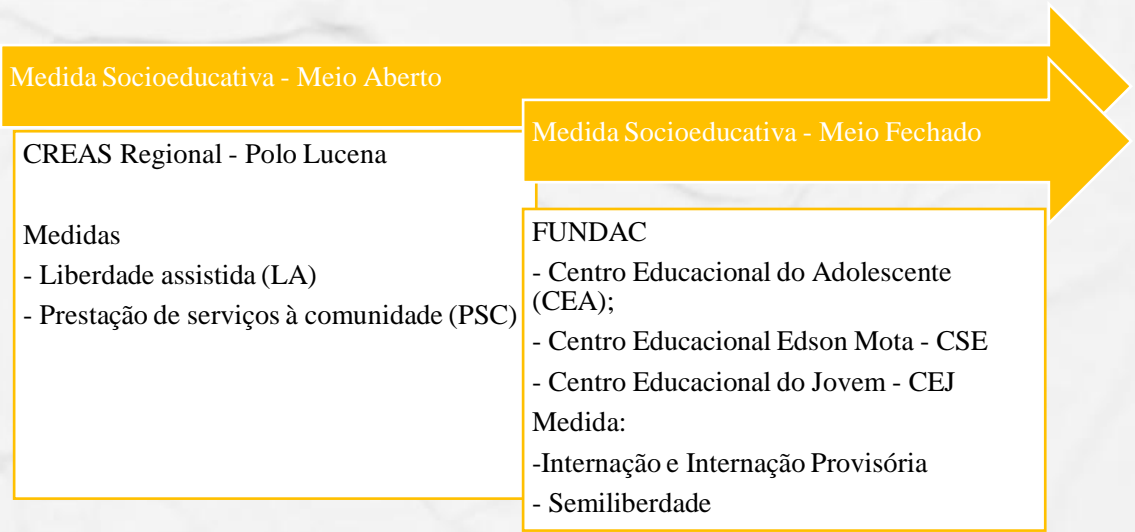 Medida Socioeducativa - Meio Aberto
CREAS Regional - Polo Lucena
Medidas
- Liberdade assistida (LA)
- Prestação de serviços à comunidade (PSC)
Medida Socioeducativa - Meio Fechado
FUNDAC
- Centro Educacional do Adolescente
(CEA);
- Centro Educacional Edson Mota - CSE
- Centro Educacional do Jovem - CEJ
Medida:
-Internação e Internação Provisória
- Semiliberdade